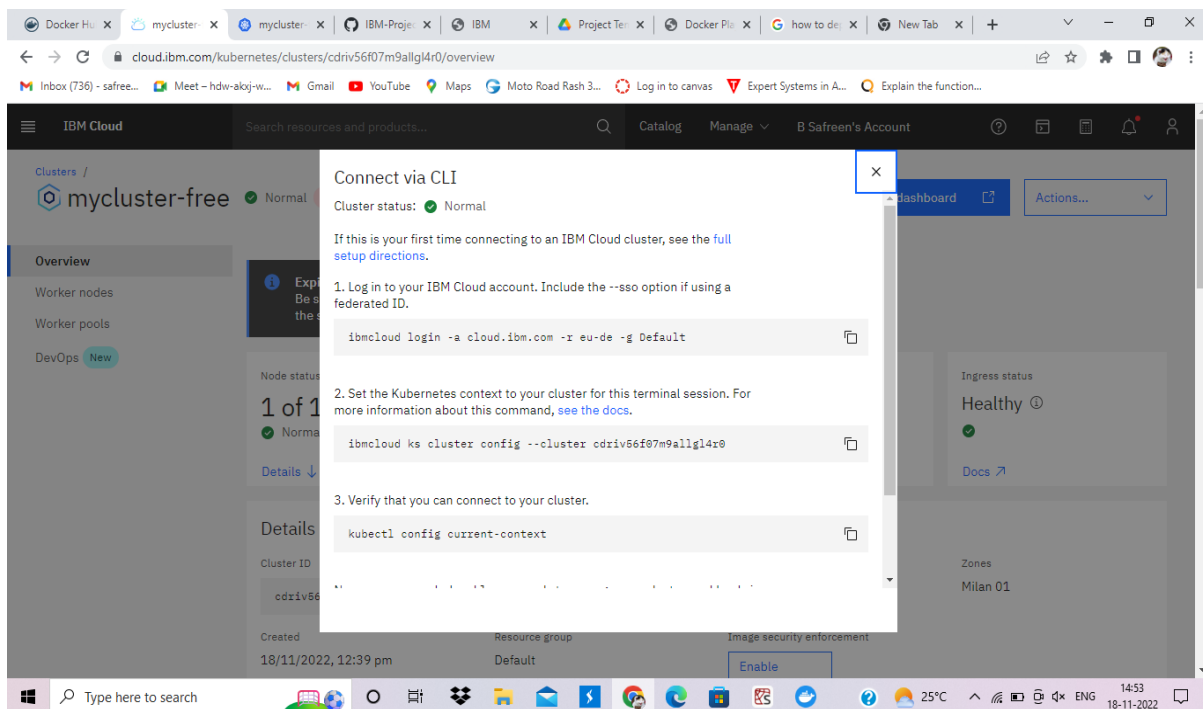 Docker Hu
mycluster-
mycluster-
IBM-Projec
IBM
Project Ten
Docker Pla
how to dep
New Tab
cloud.ibm.com/kubernetes/clusters/cdriv56f07m9allgl4r0/overview
Inbox (736) - safree...
Meet – hdw-akxj-w...
Gmail
YouTube
Maps
Moto Road Rash 3...
Log in to canvas
Expert Systems in A...
Explain the function...
IBM Cloud
Search resources and products...
Catalog
Manage
B Safreen's Account
Clusters /
mycluster-free
Normal
dashboard
Actions...
Overview
Worker nodes
Worker pools
DevOps New
Expi
Be s
the s
Node status
1 of 1
Norma
Details ↓
Connect via CLI
Cluster status: Normal
If this is your first time connecting to an IBM Cloud cluster, see the full
setup directions.
1. Log in to your IBM Cloud account. Include the --sso option if using a
federated ID.
ibmcloud login -a cloud.ibm.com -r eu-de -g Default
2. Set the Kubernetes context to your cluster for this terminal session. For
more information about this command, see the docs.
ibmcloud ks cluster config --cluster cdriv56f07m9allgl4r0
3. Verify that you can connect to your cluster.
kubectl config current-context
Ingress status
Healthy
Docs
Details
Cluster ID
cdriv56
Zones
Milan 01
Created
18/11/2022, 12:39 pm
Resource group
Default
Image security enforcement
Enable
Type here to search
25°C
ENG
14:53
18-11-2022